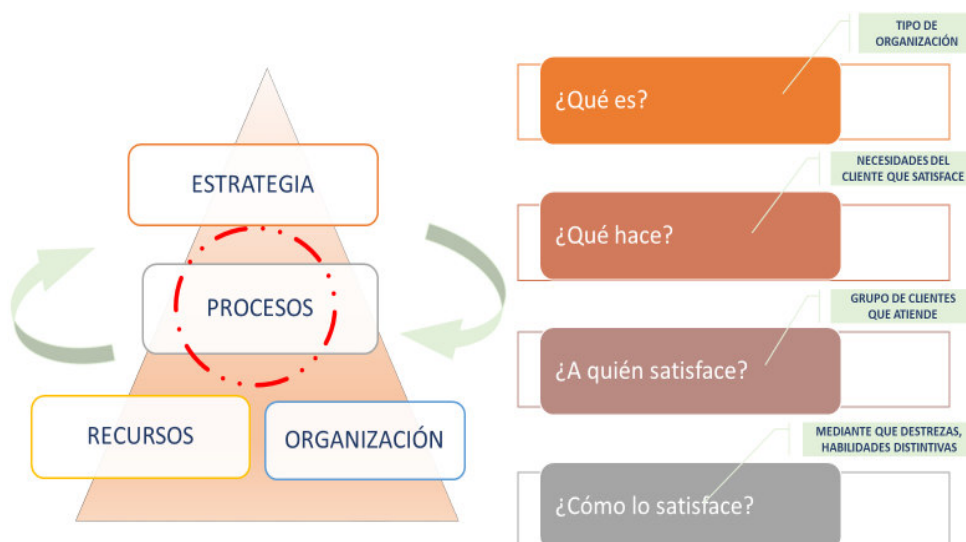 ESTRATEGIA
PROCESOS
RECURSOS
ORGANIZACIÓN
TIPO DE
ORGANIZACIÓN
¿Qué es?
NECESIDADES DEL
CLIENTE QUE SATISFACE
¿Qué hace?
GRUPO DE CLIENTES
QUE ATIENDE
¿A quién satisface?
MEDIANTE QUE DESTREZAS,
HABILIDADES DISTINTIVAS
¿Cómo lo satisface?